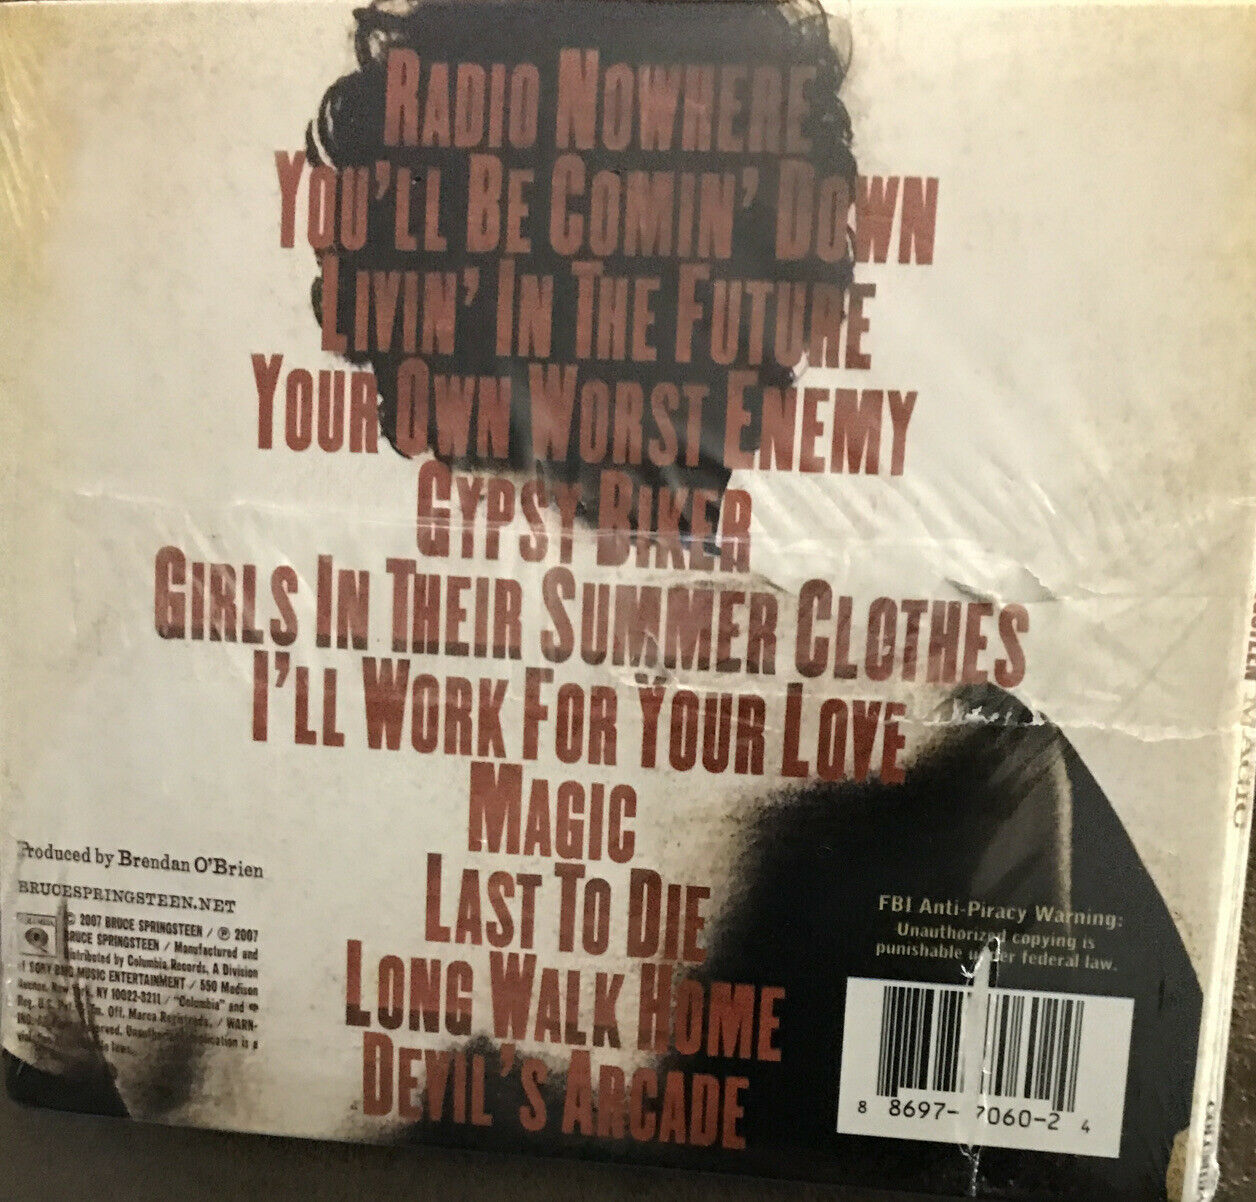 RADIO NOWHERE
YOU'LL BE COMIN' DOWN
LIVIN' IN THE FUTURE
YOUR OWN WORST ENEMY
GYPSY BIKER
GIRLS IN THEIR SUMMER CLOTHES
I'LL WORK FOR YOUR LOVE
MAGIC
LAST TO DIE
LONG WALK HOME
DEVIL'S ARCADE
Produced by Brendan O'Brien
BRUCESPRINGSTEEN.NET
© 2007 BRUCE SPRINGSTEEN / ℗ 2007
BRUCE SPRINGSTEEN / Manufactured and
Distributed by Columbia Records, A Division
of SONY BMG MUSIC ENTERTAINMENT / 550 Madison
NY 10022-3211 / "Columbia" and
Reg. U.S. Off. Marca Registrada. / WARN-
FBI Anti-Piracy Warning:
Unauthorized copying is
punishable under federal law.
8 8697- 7060-2 4
MAGIC